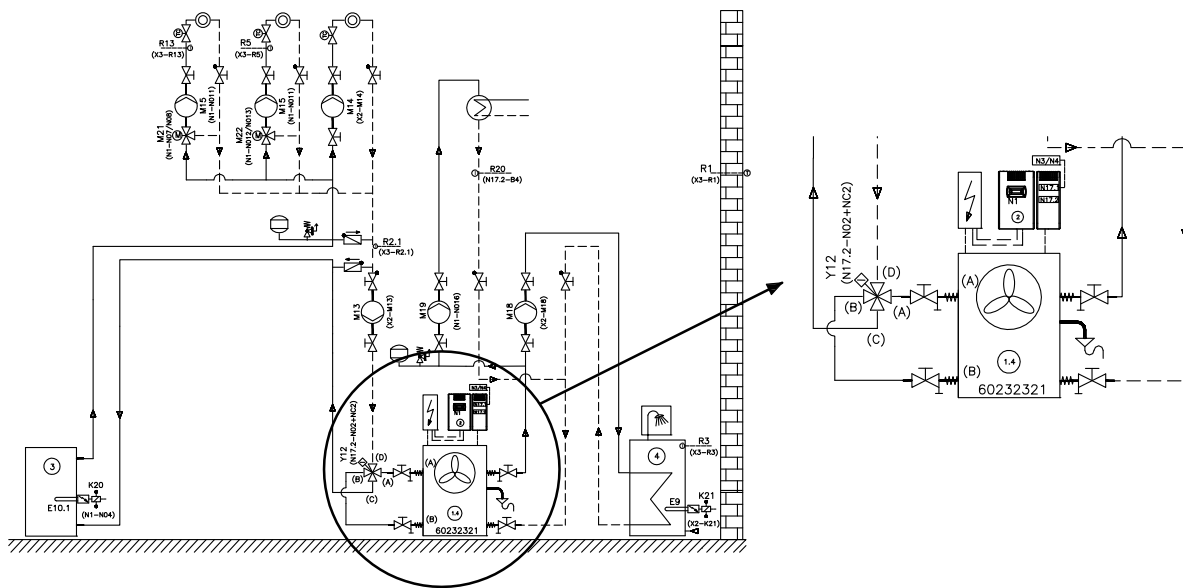 R13
(X3-R13)
R5
(X3-R5)
M21
(N1-N07/N08)
M
M15
(N1-N011)
M22
(N1-N012/N013)
M
M15
(N1-N011)
M14
(X2-M14)
R20
(N17.2-B4)
R1
(X3-R1)
R2.1
(X3-R2.1)
M13
(X2-M13)
M19
(N1-N016)
M18
(X2-M18)
N3/N4
N1
N17.1
N17.2
2
Y12
(N17.2-N02+NC2)
(D)
(A)
(B)
(A)
(C)
(B)
1.4
60232321
3
K20
E10.1
(N1-N04)
4
R3
(X3-R3)
E9
K21
(X2-K21)
N3/N4
N1
N17.1
N17.2
2
Y12
(N17.2-N02+NC2)
(D)
(A)
(B)
(A)
(C)
(B)
1.4
60232321